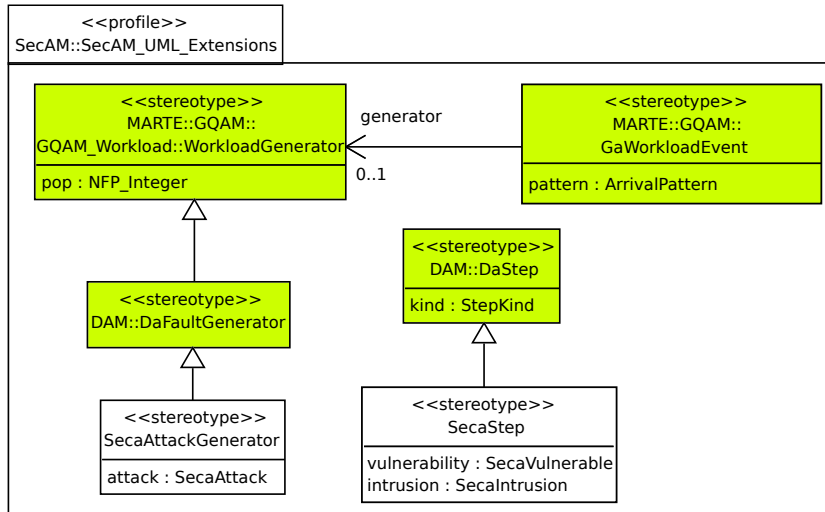 <<profile>>
SecAM::SecAM_UML_Extensions
<<stereotype>>
MARTE::GQAM::
GQAM_Workload::WorkloadGenerator
pop : NFP_Integer
generator
0..1
<<stereotype>>
MARTE::GQAM::
GaWorkloadEvent
pattern : ArrivalPattern
<<stereotype>>
DAM::DaFaultGenerator
<<stereotype>>
DAM::DaStep
kind : StepKind
<<stereotype>>
SecaAttackGenerator
attack : SecaAttack
<<stereotype>>
SecaStep
vulnerability : SecaVulnerable
intrusion : SecaIntrusion